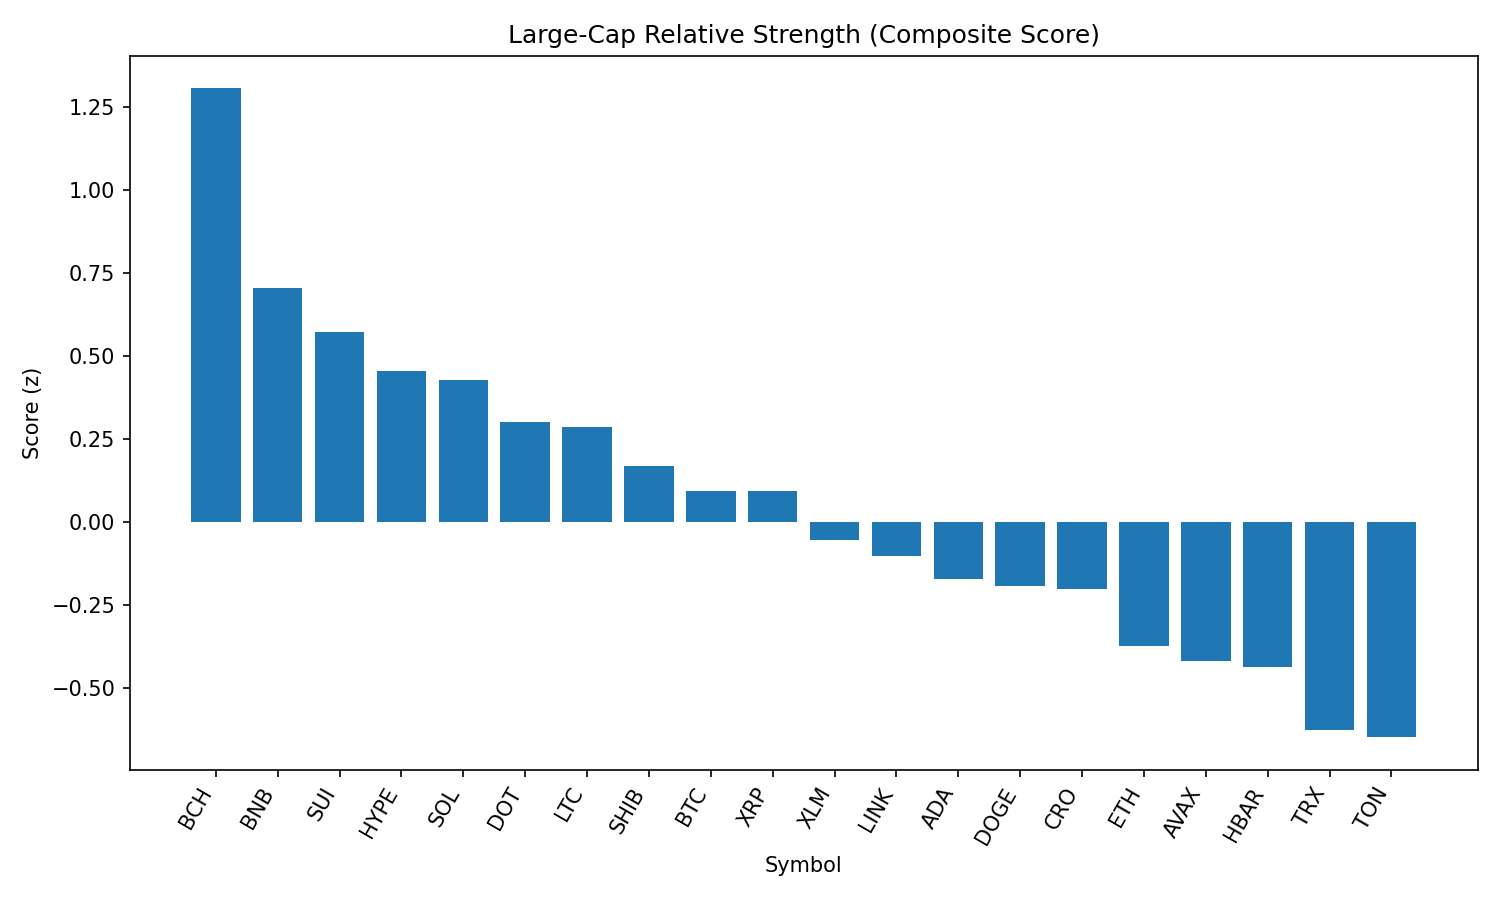 Large-Cap Relative Strength (Composite Score)
Score (z)
1.25
1.00
0.75
0.50
0.25
0.00
−0.25
−0.50
BCH
BNB
SUI
HYPE
SOL
DOT
LTC
SHIB
BTC
XRP
XLM
LINK
ADA
DOGE
CRO
ETH
AVAX
HBAR
TRX
TON
Symbol